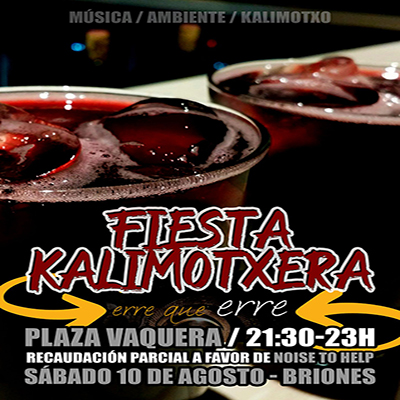 MÚSICA / AMBIENTE / KALIMOTXO
FIESTA
KALIMOTXERA
erre que erre
PLAZA VAQUERA / 21:30-23H
RECAUDACIÓN PARCIAL A FAVOR DE NOISE TO HELP
SÁBADO 10 DE AGOSTO - BRIONES